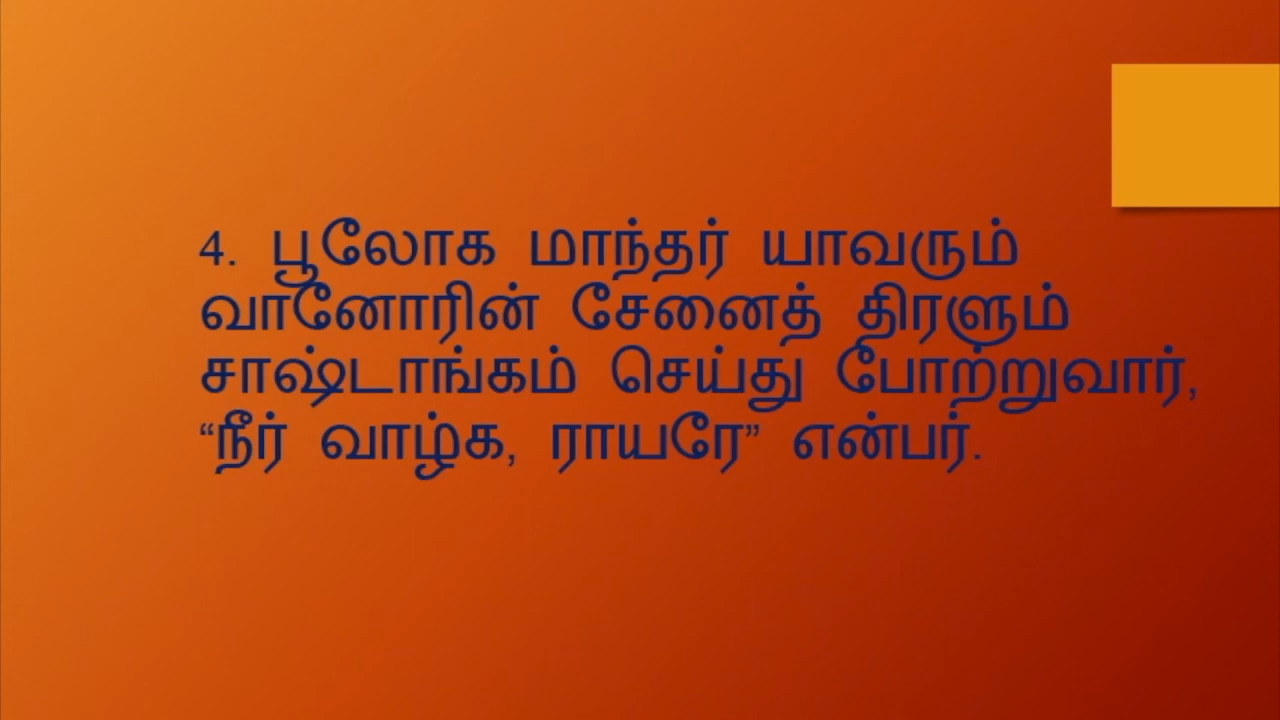 4. பூலோக மாந்தர் யாவரும்
வானோரின் சேனைத் திரளும்
சாஷ்டாங்கம் செய்து போற்றுவார்,
“நீர் வாழ்க, ராயரே” என்பர்.